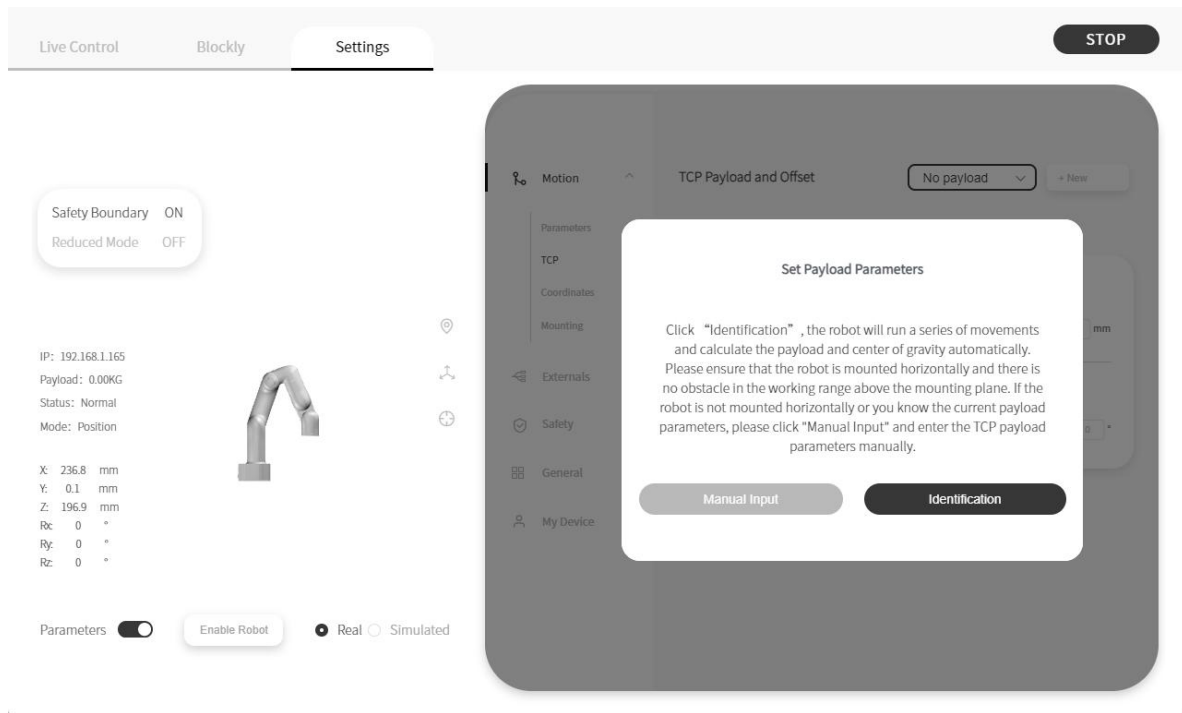 Live Control
Blockly
Settings
STOP
Safety Boundary ON
Reduced Mode OFF
IP: 192.168.1.165
Payload: 0.00KG
Status: Normal
Mode: Position
X: 236.8 mm
Y: 0.1 mm
Z: 196.9 mm
Rx: 0 °
Ry: 0 °
Rz: 0 °
Parameters
Enable Robot
Real
Simulated
Motion
Parameters
TCP
Coordinates
Mounting
Externals
Safety
General
My Device
TCP Payload and Offset
No payload
+ New
mm
0 °
Set Payload Parameters
Click “Identification”, the robot will run a series of movements
and calculate the payload and center of gravity automatically.
Please ensure that the robot is mounted horizontally and there is
no obstacle in the working range above the mounting plane. If the
robot is not mounted horizontally or you know the current payload
parameters, please click "Manual Input" and enter the TCP payload
parameters manually.
Manual Input
Identification